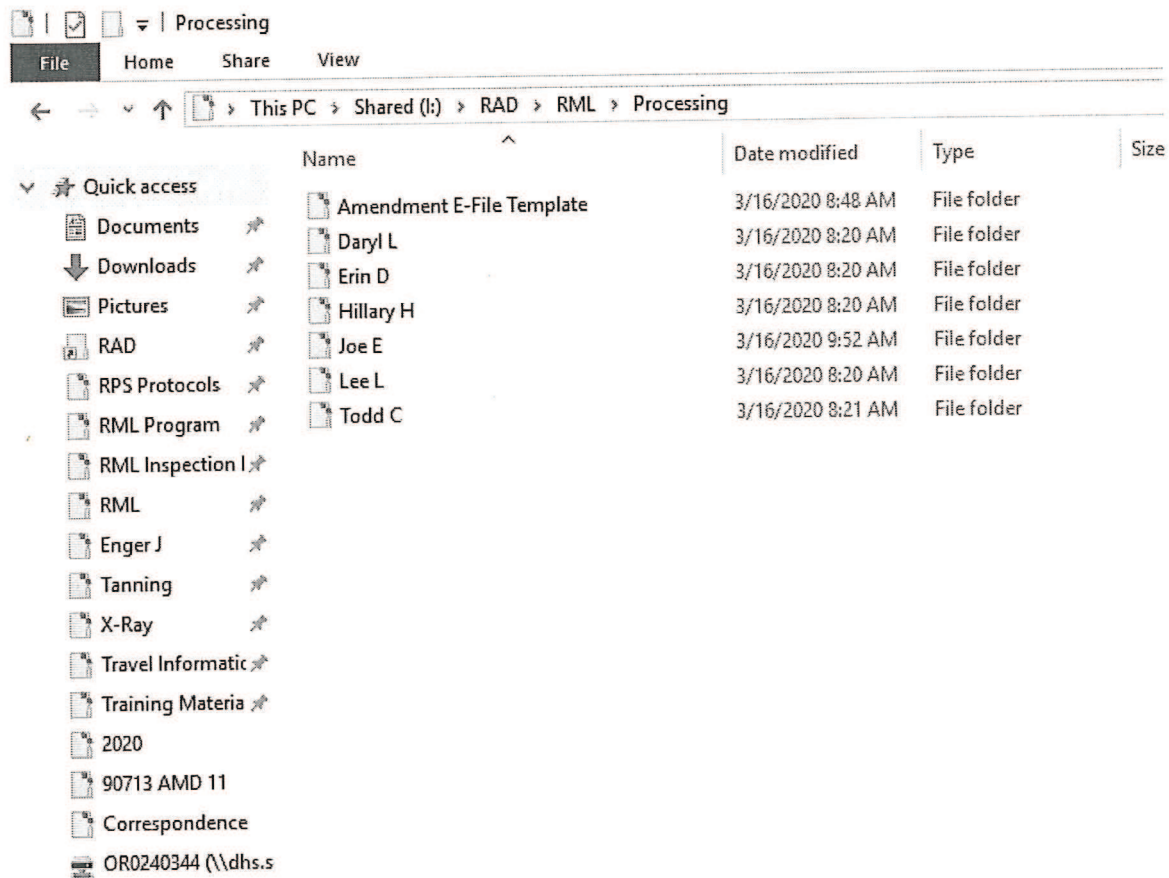 Processing
File Home Share View
This PC > Shared (I:) > RAD > RML > Processing
Name Date modified Type Size
Quick access
Documents
Downloads
Pictures
RAD
RPS Protocols
RML Program
RML Inspection I
RML
Enger J
Tanning
X-Ray
Travel Informatic
Training Materia
2020
90713 AMD 11
Correspondence
OR0240344 (\\dhs.s
Amendment E-File Template 3/16/2020 8:48 AM File folder
Daryl L 3/16/2020 8:20 AM File folder
Erin D 3/16/2020 8:20 AM File folder
Hillary H 3/16/2020 8:20 AM File folder
Joe E 3/16/2020 9:52 AM File folder
Lee L 3/16/2020 8:20 AM File folder
Todd C 3/16/2020 8:21 AM File folder